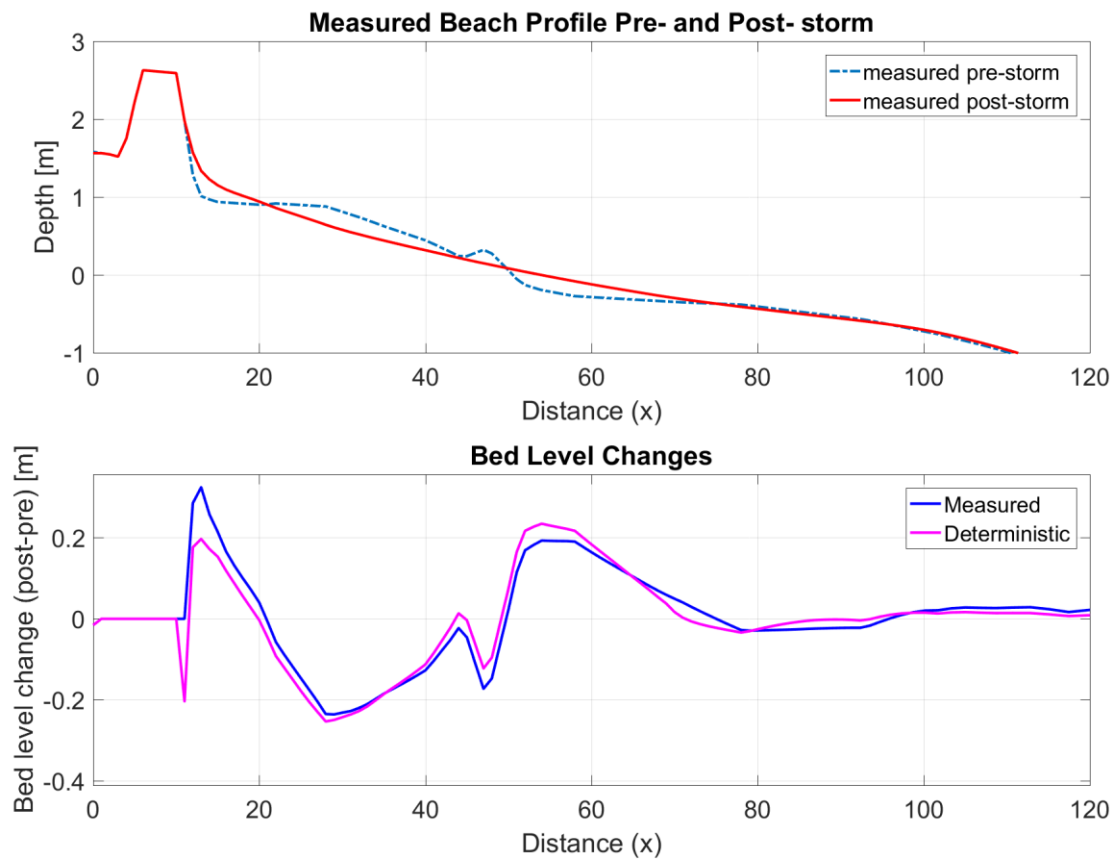 Measured Beach Profile Pre- and Post- storm
3
2
1
0
-1
Depth [m]
measured pre-storm
measured post-storm
0 20 40 60 80 100 120
Distance (x)
Bed Level Changes
0.2
0
-0.2
-0.4
Bed level change (post-pre) [m]
Measured
Deterministic
0 20 40 60 80 100 120
Distance (x)